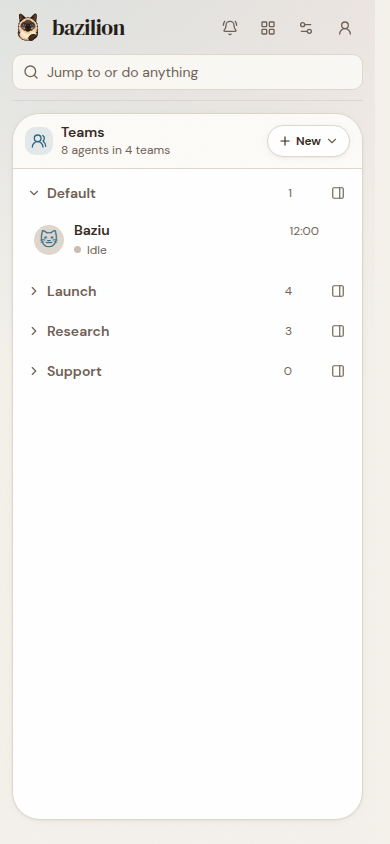 bazilion
Jump to or do anything
Teams
8 agents in 4 teams
New
Default 1
Baziu 12:00
Idle
Launch 4
Research 3
Support 0